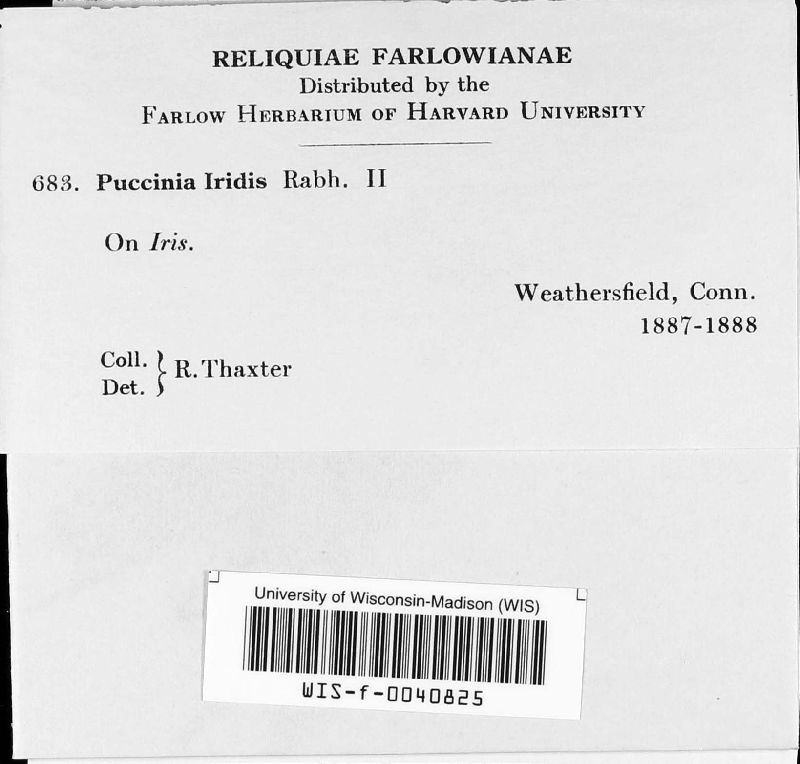 RELIQUIAE FARLOWIANAE
Distributed by the
FARLOW HERBARIUM OF HARVARD UNIVERSITY
683. Puccinia Iridis Rabh. II
On Iris.
Weathersfield, Conn.
1887-1888
Coll.
Det. } R. Thaxter
University of Wisconsin-Madison (WIS)
WIS-f-0040825